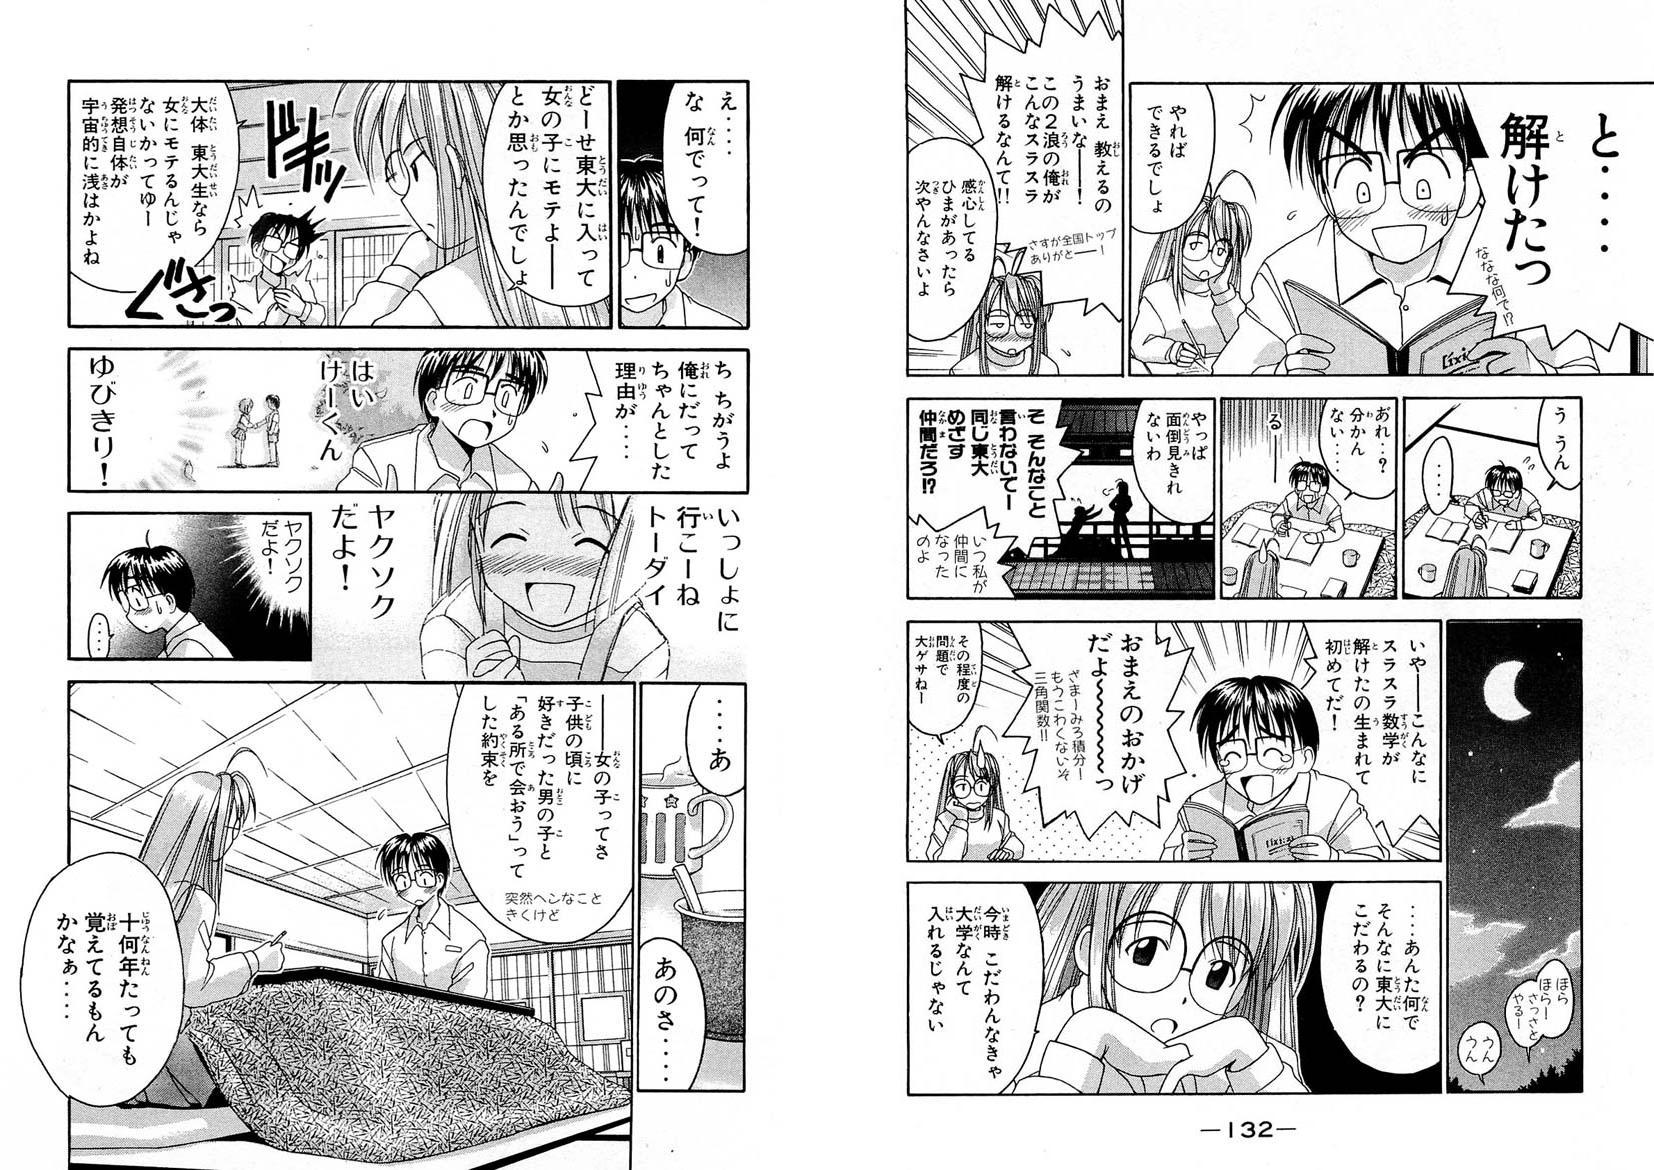 と‥‥
解けたっ
ななな何で!?
やれば
できるでしょ
おまえ 教えるの
うまいな――!
この2浪の俺が
こんなスラスラ
解けるなんて!!
さすが全国トップ
ありがと――!
感心してる
ひまがあったら
次やんなさいよ
う うん
‥‥
あれ‥?
分かん
ない‥‥
る――
やっぱ
面倒見きれ
ないわ
そ そんなこと
言わないでー
同じ東大
めざす
仲間だろ!?
いつ私が
仲間に
なった
のよ
ほら
ほらー
さっさと
やるー
うん
うん
いや――こんなに
スラスラ数学が
解けたの生まれて
初めてだ!
おまえのおかげ
だよ〜〜〜〜っ
ざまーみろ積分!
もうこわくないぞ
三角関数!!
その程度の
問題で
大ゲサねー
‥‥あんた何で
そんなに東大に
こだわるの?
今時 こだわんなきゃ
大学なんて
入れるじゃない
―132―
え‥‥
な 何でって!
どーせ東大に入って
女の子にモテよ――
とか思ったんでしょ
ドキッ
大体 東大生なら
女にモテるんじゃ
ないかってゆー
発想自体が
宇宙的に浅はかよね
ぐさっ
ち ちがうよ
俺にだって
ちゃんとした
理由が‥‥
はい
けーくん
ゆびきり!
いっしょに
行こーね
トーダイ
ヤクソク
だよ!
ヤクソク
だよ!
‥‥
‥‥あ
あのさ‥‥
――女の子ってさ
子供の頃に
好きだった男の子と
「ある所で会おう」って
した約束を
突然ヘンなこと
きくけど
十何年たっても
覚えてるもん
かなぁ‥‥